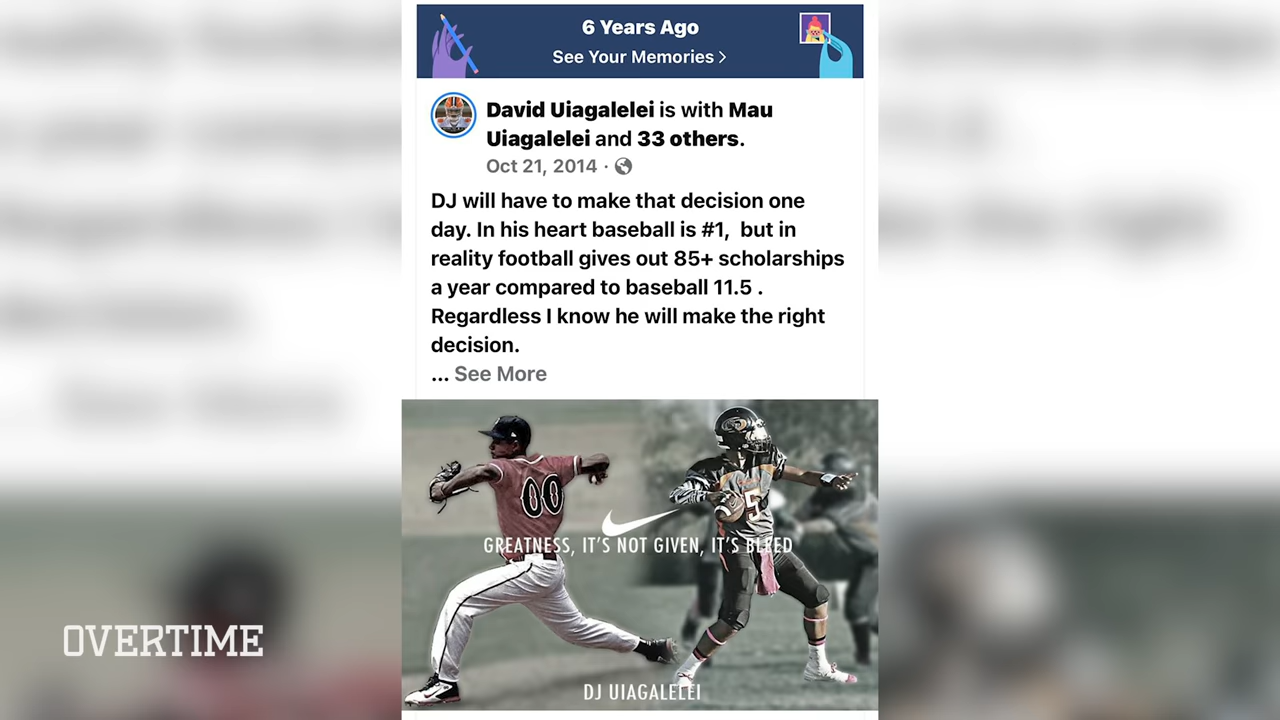 6 Years Ago
See Your Memories >
David Uiagalelei is with Mau
Uiagalelei and 33 others.
Oct 21, 2014 ·
DJ will have to make that decision one
day. In his heart baseball is #1,  but in
reality football gives out 85+ scholarships
a year compared to baseball 11.5 .
Regardless I know he will make the right
decision.
... See More
00
5
GREATNESS, IT'S NOT GIVEN, IT'S BLEED
DJ UIAGALELEI
OVERTIME